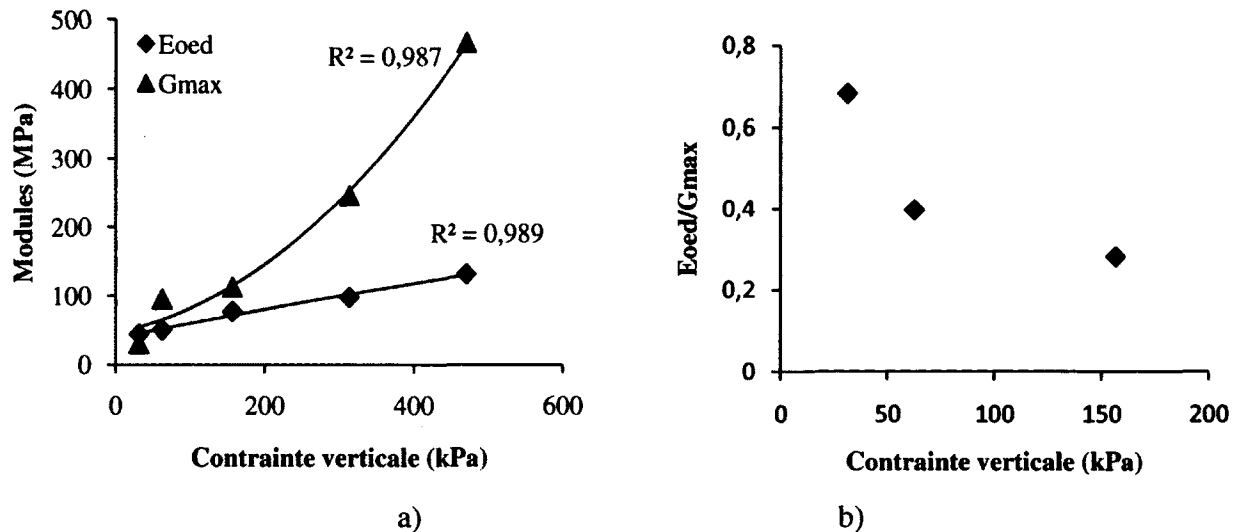 500
400
300
200
100
0
Modules (MPa)
Eoed
Gmax
R² = 0,987
R² = 0,989
0 200 400 600
Contrainte verticale (kPa)
a)
0,8
0,6
0,4
0,2
0
Eoed/Gmax
0 50 100 150 200
Contrainte verticale (kPa)
b)